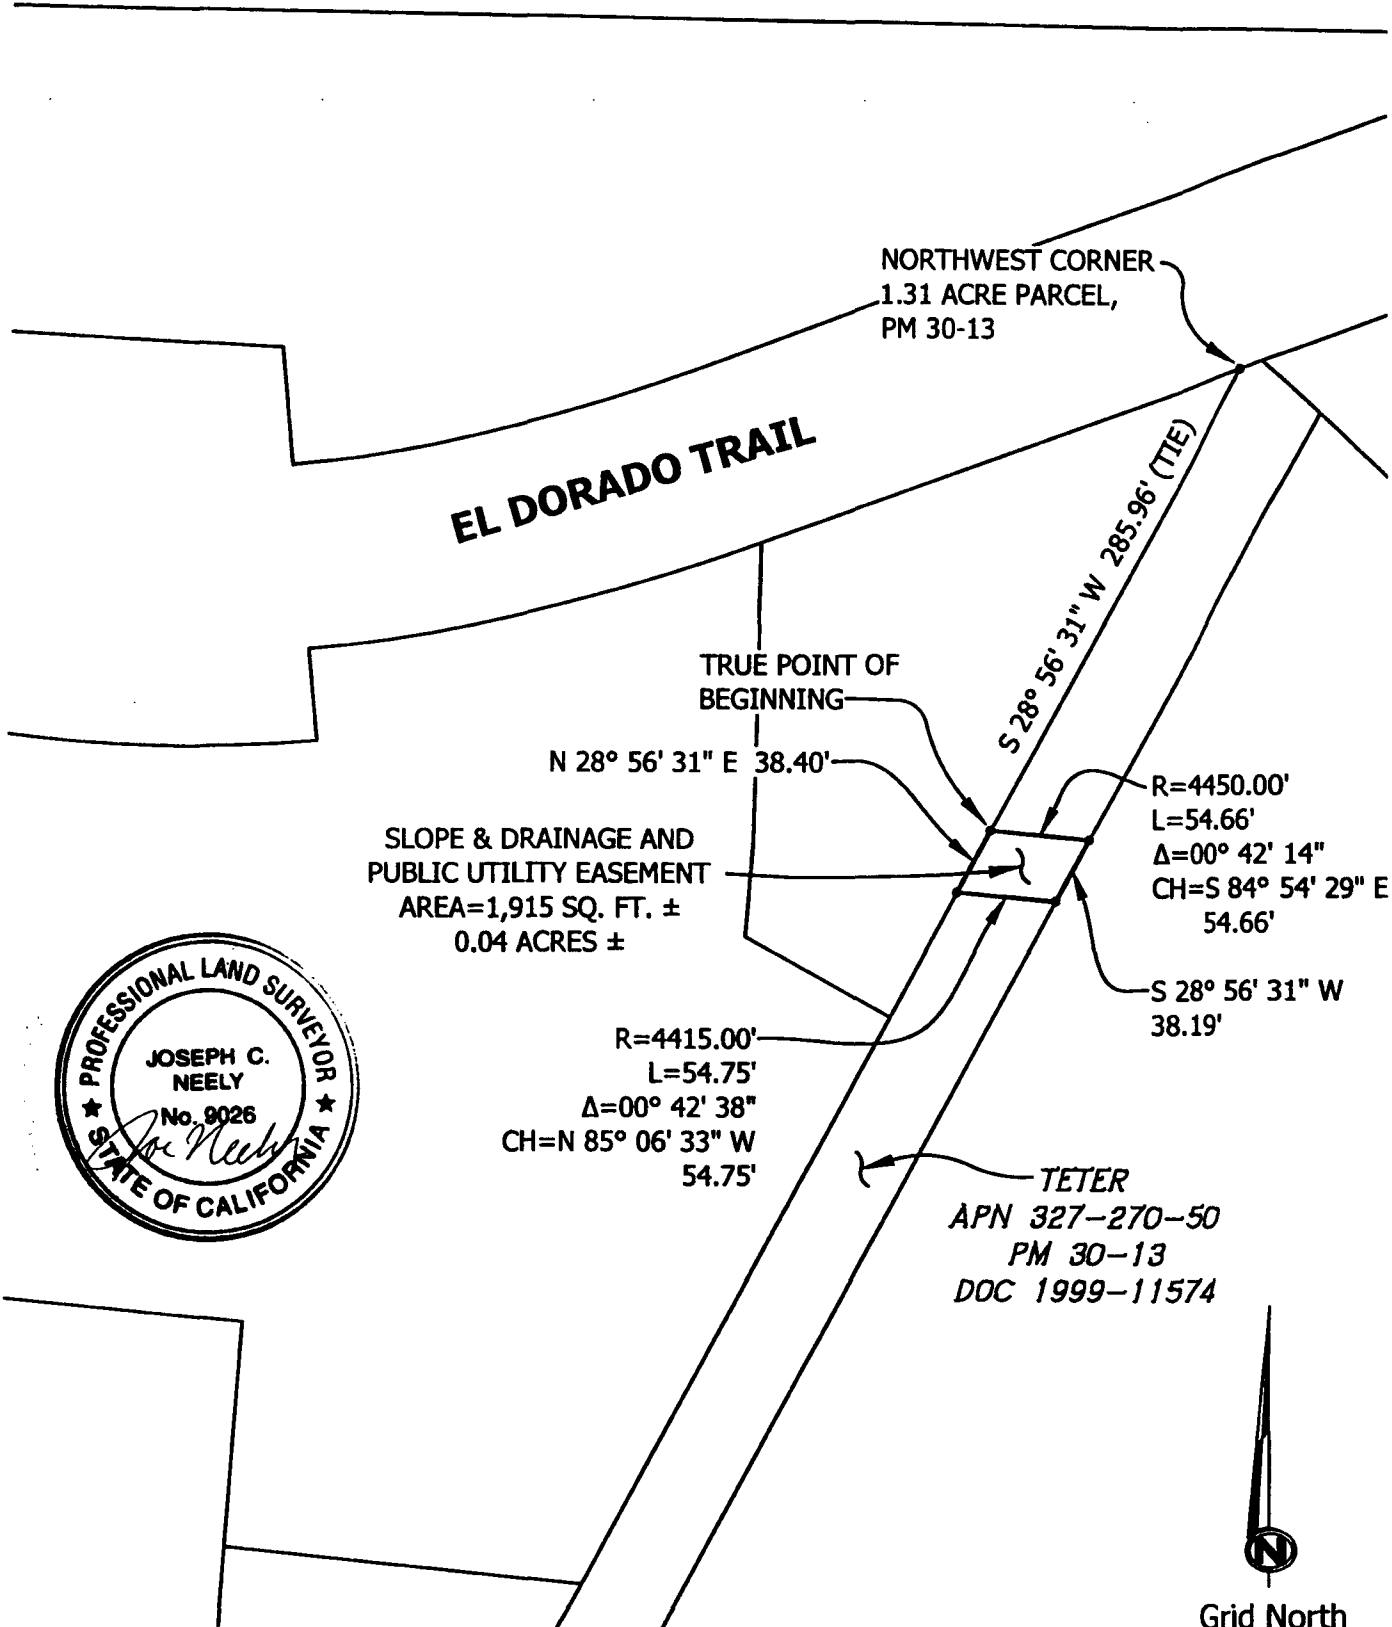 NORTHWEST CORNER
1.31 ACRE PARCEL,
PM 30-13
EL DORADO TRAIL
S 28° 56' 31" W 285.96' (TIE)
TRUE POINT OF
BEGINNING
N 28° 56' 31" E 38.40'
R=4450.00'
L=54.66'
Δ=00° 42' 14"
CH=S 84° 54' 29" E
54.66'
SLOPE & DRAINAGE AND
PUBLIC UTILITY EASEMENT
AREA=1,915 SQ. FT. ±
0.04 ACRES ±
S 28° 56' 31" W
38.19'
R=4415.00'
L=54.75'
Δ=00° 42' 38"
CH=N 85° 06' 33" W
54.75'
PROFESSIONAL LAND SURVEYOR
JOSEPH C.
NEELY
No. 9026
Joe Neely
★ STATE OF CALIFORNIA ★
TETER
APN 327-270-50
PM 30-13
DOC 1999-11574
N
Grid North